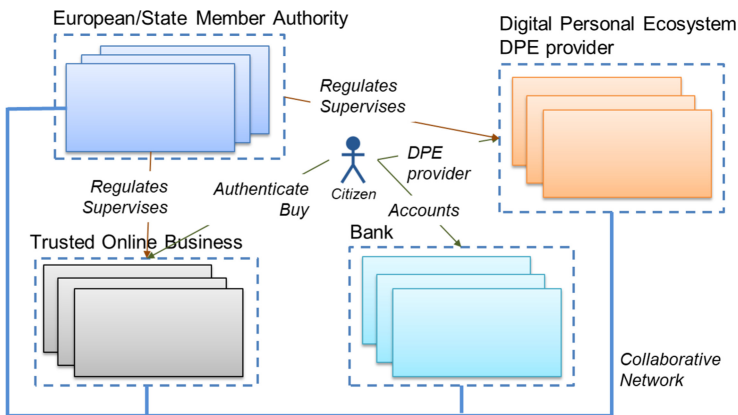 European/State Member Authority
Digital Personal Ecosystem
DPE provider
Regulates
Supervises
DPE
provider
Regulates
Supervises
Authenticate
Buy
Citizen
Accounts
Trusted Online Business
Bank
Collaborative
Network